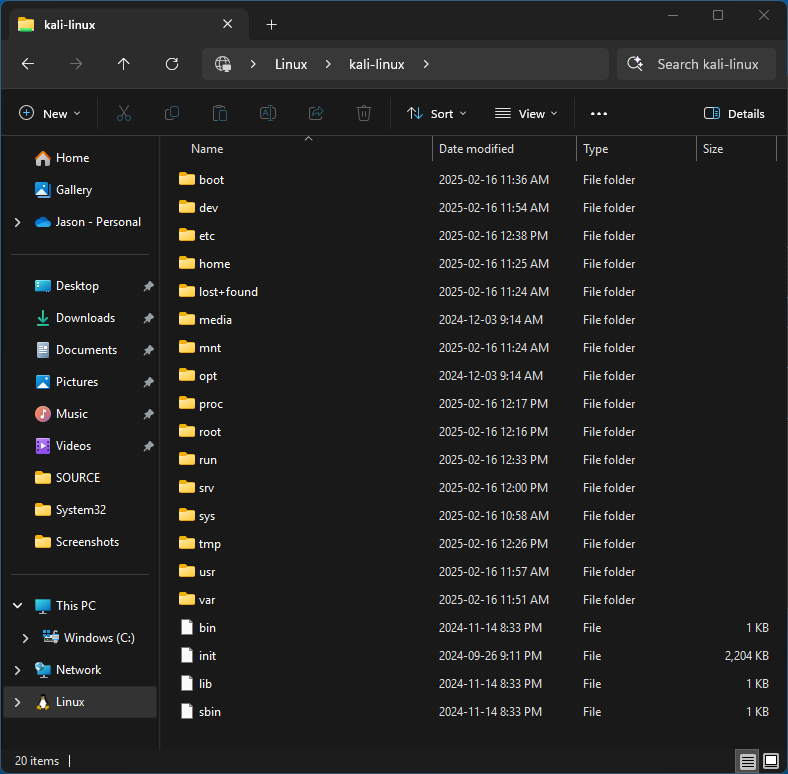 kali-linux
Linux kali-linux Search kali-linux
New Sort View Details
Name Date modified Type Size
Home
Gallery
Jason - Personal
Desktop
Downloads
Documents
Pictures
Music
Videos
SOURCE
System32
Screenshots
This PC
Windows (C:)
Network
Linux
boot 2025-02-16 11:36 AM File folder
dev 2025-02-16 11:54 AM File folder
etc 2025-02-16 12:38 PM File folder
home 2025-02-16 11:25 AM File folder
lost+found 2025-02-16 11:24 AM File folder
media 2024-12-03 9:14 AM File folder
mnt 2025-02-16 11:24 AM File folder
opt 2024-12-03 9:14 AM File folder
proc 2025-02-16 12:17 PM File folder
root 2025-02-16 12:16 PM File folder
run 2025-02-16 12:33 PM File folder
srv 2025-02-16 12:00 PM File folder
sys 2025-02-16 10:58 AM File folder
tmp 2025-02-16 12:26 PM File folder
usr 2025-02-16 11:57 AM File folder
var 2025-02-16 11:51 AM File folder
bin 2024-11-14 8:33 PM File 1 KB
init 2024-09-26 9:11 PM File 2,204 KB
lib 2024-11-14 8:33 PM File 1 KB
sbin 2024-11-14 8:33 PM File 1 KB
20 items